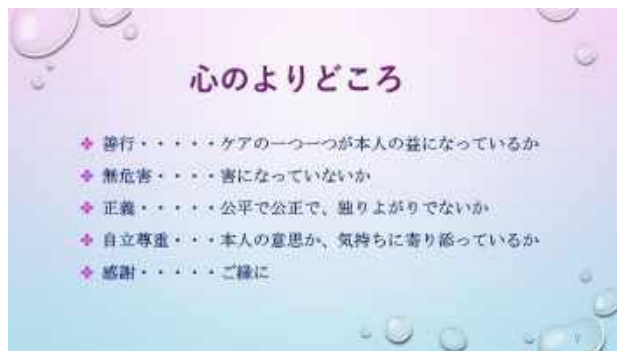 心のよりどころ
❖ 善行・・・・・ケアの一つ一つが本人の益になっているか
❖ 無危害・・・・害になっていないか
❖ 正義・・・・・公平で公正で、独りよがりでないか
❖ 自立尊重・・・本人の意思か、気持ちに寄り添っているか
❖ 感謝・・・・・ご縁に